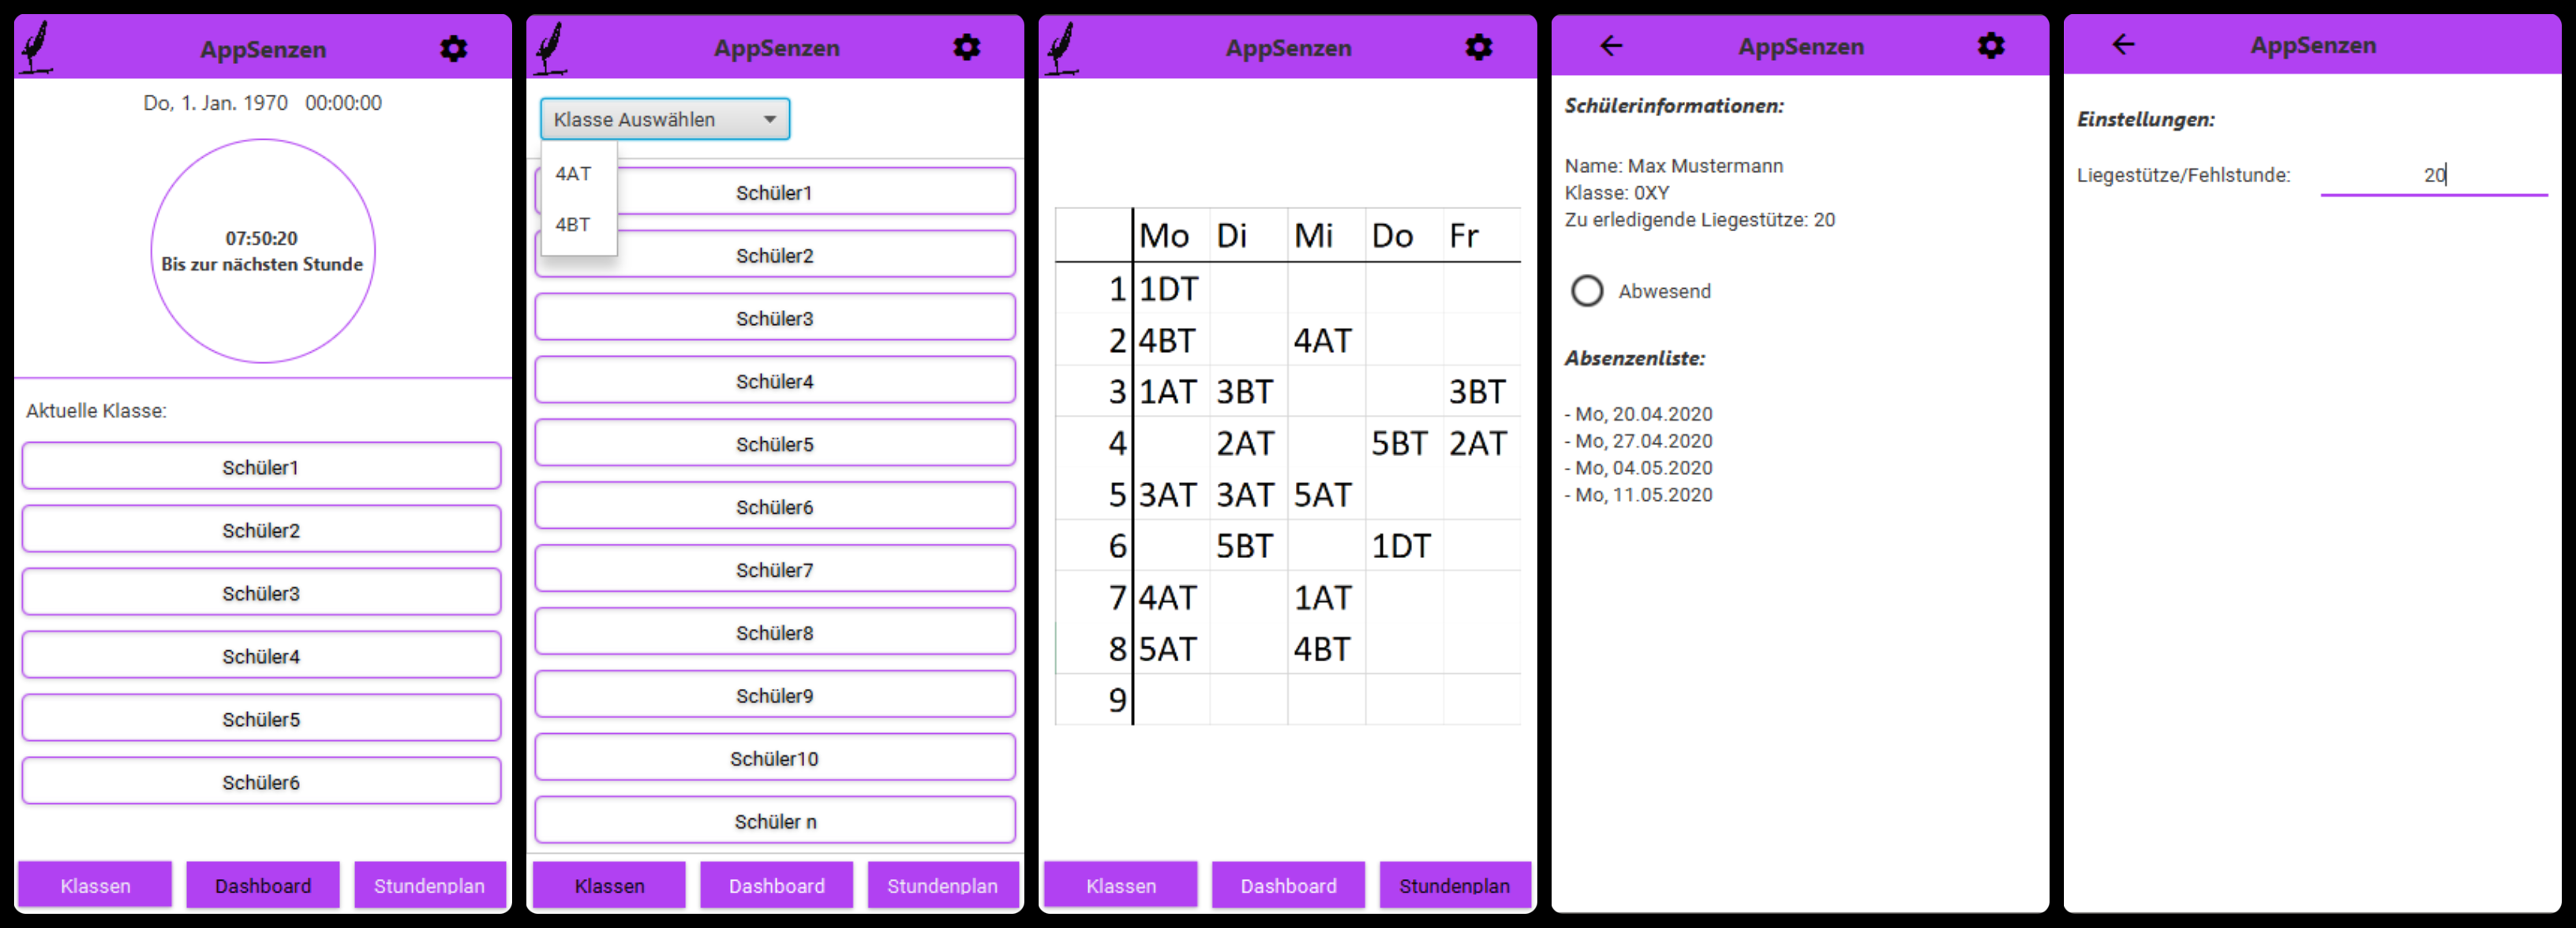 AppSenzen
Do, 1. Jan. 1970 00:00:00
07:50:20
Bis zur nächsten Stunde
Aktuelle Klasse:
Schüler1
Schüler2
Schüler3
Schüler4
Schüler5
Schüler6
Klassen Dashboard Stundenplan
AppSenzen
Klasse Auswählen
4AT
4BT
Schüler1
Schüler2
Schüler3
Schüler4
Schüler5
Schüler6
Schüler7
Schüler8
Schüler9
Schüler10
Schüler n
Klassen Dashboard Stundenplan
AppSenzen
Mo Di Mi Do Fr
1 1DT
2 4BT 4AT
3 1AT 3BT 3BT
4 2AT 5BT 2AT
5 3AT 3AT 5AT
6 5BT 1DT
7 4AT 1AT
8 5AT 4BT
9
Klassen Dashboard Stundenplan
AppSenzen
Schülerinformationen:
Name: Max Mustermann
Klasse: 0XY
Zu erledigende Liegestütze: 20
Abwesend
Absenzenliste:
- Mo, 20.04.2020
- Mo, 27.04.2020
- Mo, 04.05.2020
- Mo, 11.05.2020
AppSenzen
Einstellungen:
Liegestütze/Fehlstunde: 20